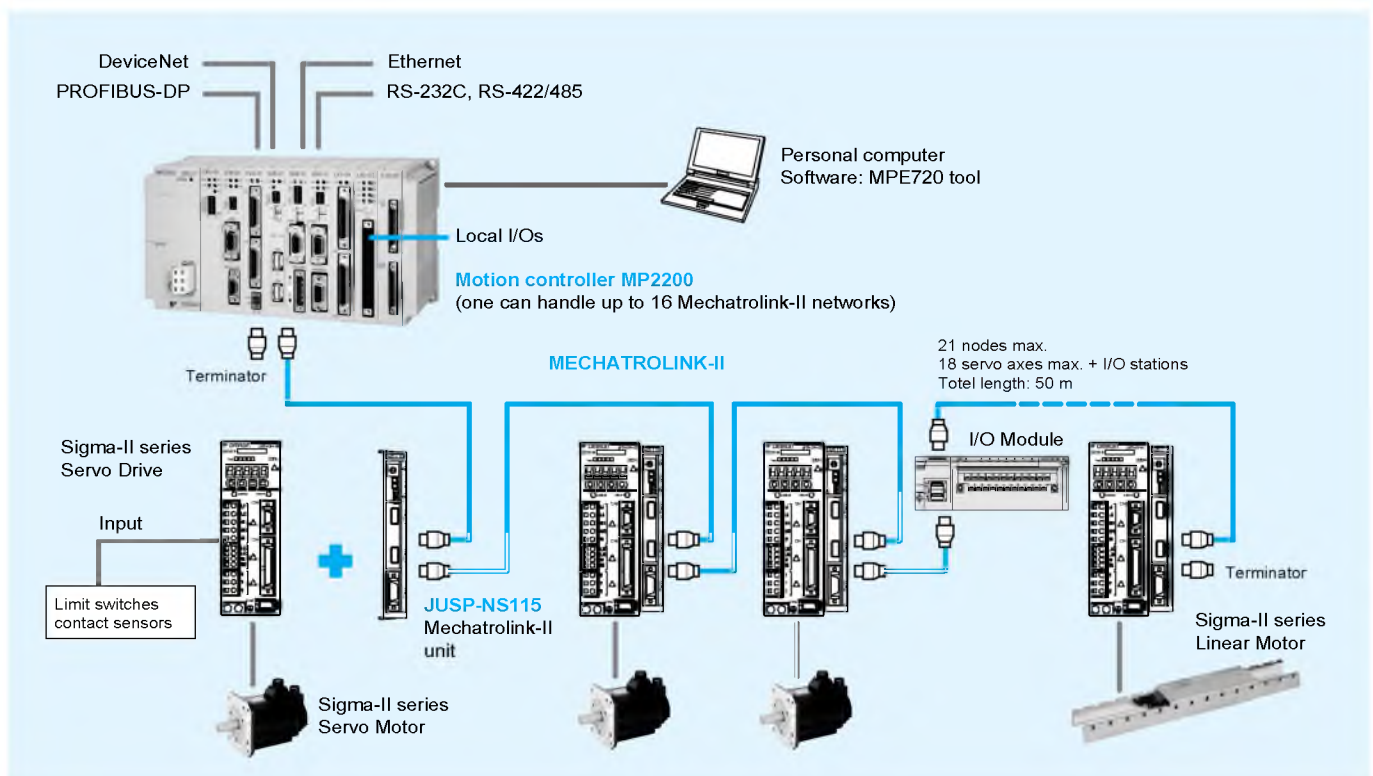 DeviceNet
PROFIBUS-DP
Ethernet
RS-232C, RS-422/485
Personal computer
Software: MPE720 tool
Local I/Os
Motion controller MP2200
(one can handle up to 16 Mechatrolink-II networks)
Terminator
MECHATROLINK-II
21 nodes max.
18 servo axes max. + I/O stations
Totel length: 50 m
Sigma-II series
Servo Drive
I/O Module
Input
Limit switches
contact sensors
JUSP-NS115
Mechatrolink-II
unit
Terminator
Sigma-II series
Linear Motor
Sigma-II series
Servo Motor